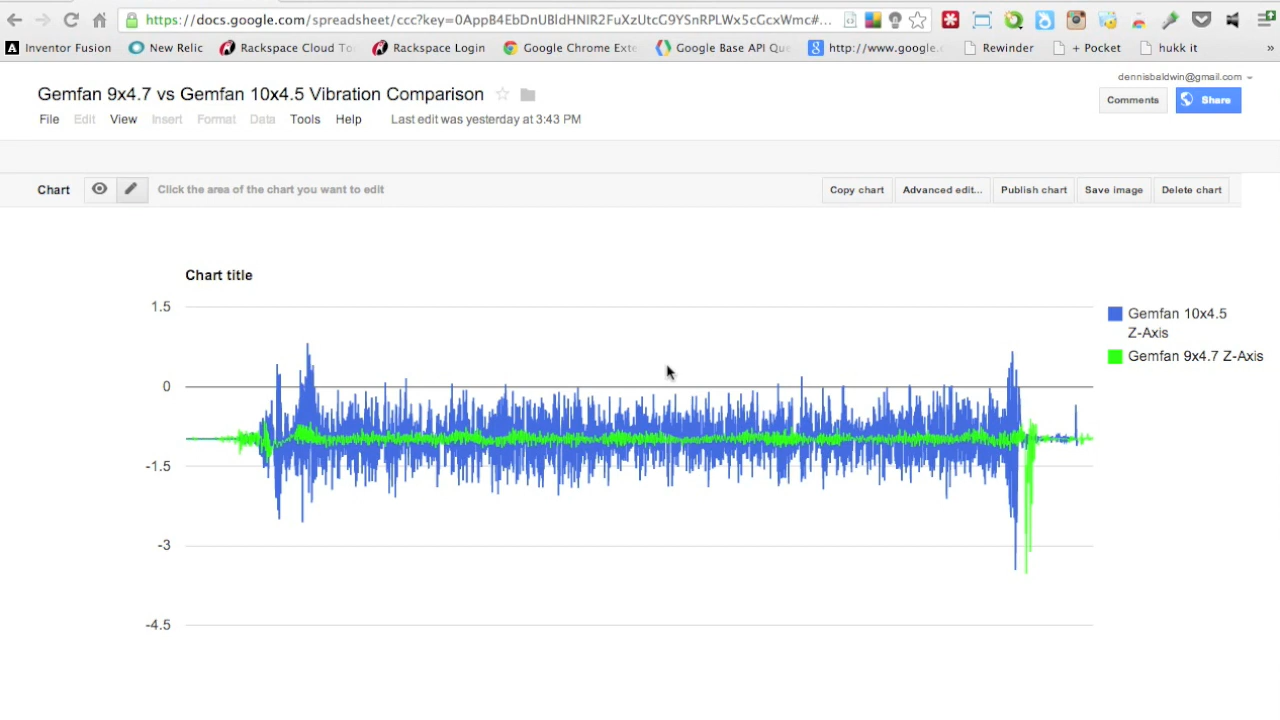 https://docs.google.com/spreadsheet/ccc?key=0AppB4EbDnUBldHNlR2FuXzUtcG9YSnRPLWx5cGcxWmc#...
Inventor Fusion New Relic Rackspace Cloud To Rackspace Login Google Chrome Exte Google Base API Que http://www.google.c Rewinder + Pocket hukk it »
dennisbaldwin@gmail.com
Gemfan 9x4.7 vs Gemfan 10x4.5 Vibration Comparison
Comments Share
File Edit View Insert Format Data Tools Help Last edit was yesterday at 3:43 PM
Chart Click the area of the chart you want to edit Copy chart Advanced edit... Publish chart Save image Delete chart
Chart title
1.5
0
-1.5
-3
-4.5
Gemfan 10x4.5
Z-Axis
Gemfan 9x4.7 Z-Axis